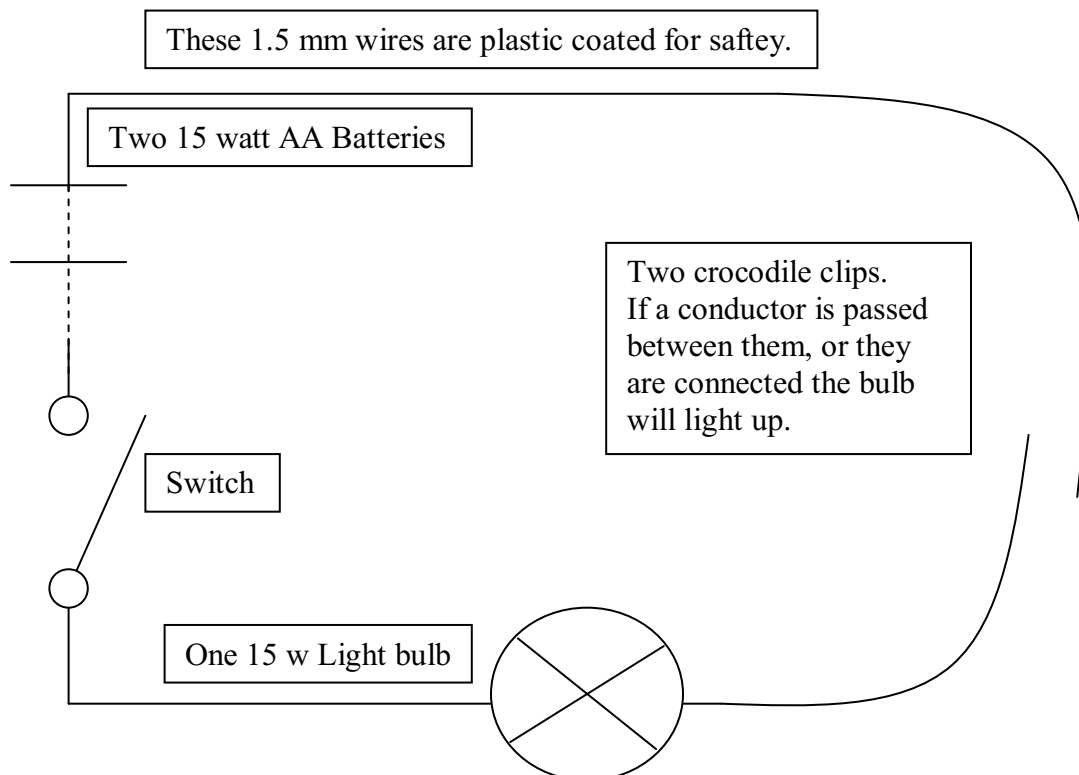 These 1.5 mm wires are plastic coated for saftey.
Two 15 watt AA Batteries
Two crocodile clips.
If a conductor is passed
between them, or they
are connected the bulb
will light up.
Switch
One 15 w Light bulb